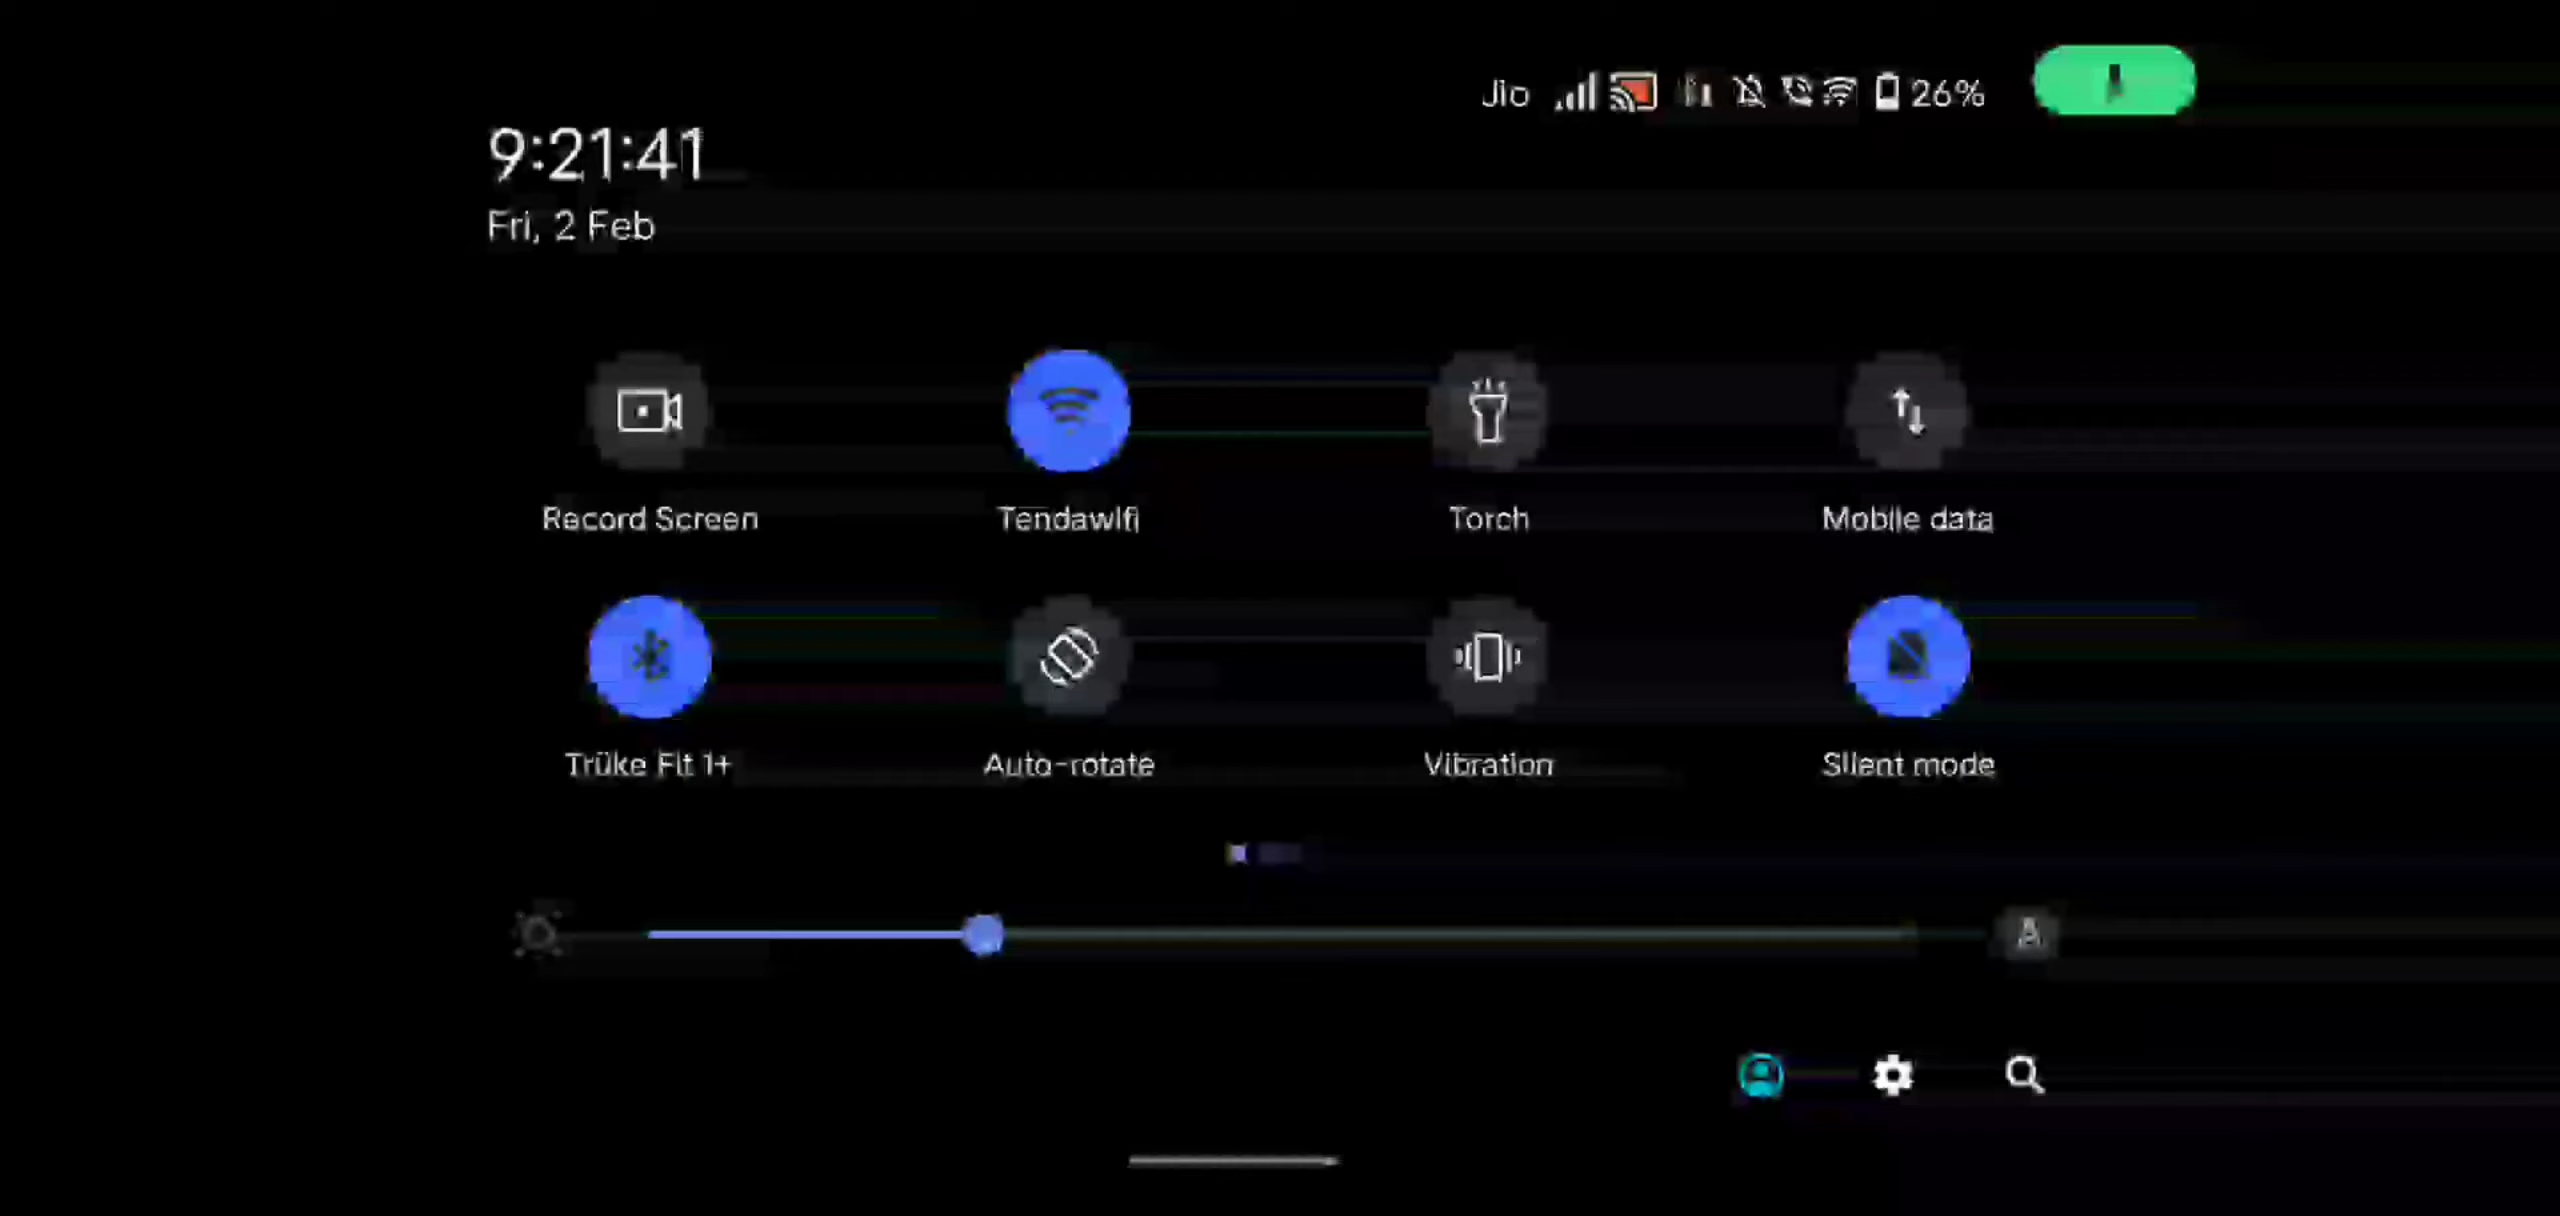 Jio 26%
9:21:41
Fri, 2 Feb
Record Screen
Tendawifi
Torch
Mobile data
Trüke Fit 1+
Auto-rotate
Vibration
Silent mode
A